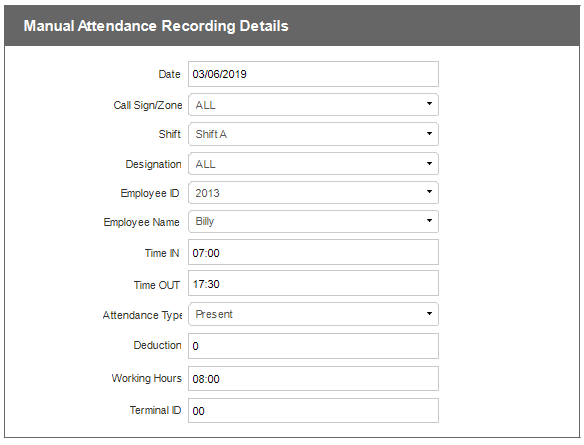 Manual Attendance Recording Details
Date 03/06/2019
Call Sign/Zone ALL
Shift Shift A
Designation ALL
Employee ID 2013
Employee Name Billy
Time IN 07:00
Time OUT 17:30
Attendance Type Present
Deduction 0
Working Hours 08:00
Terminal ID 00